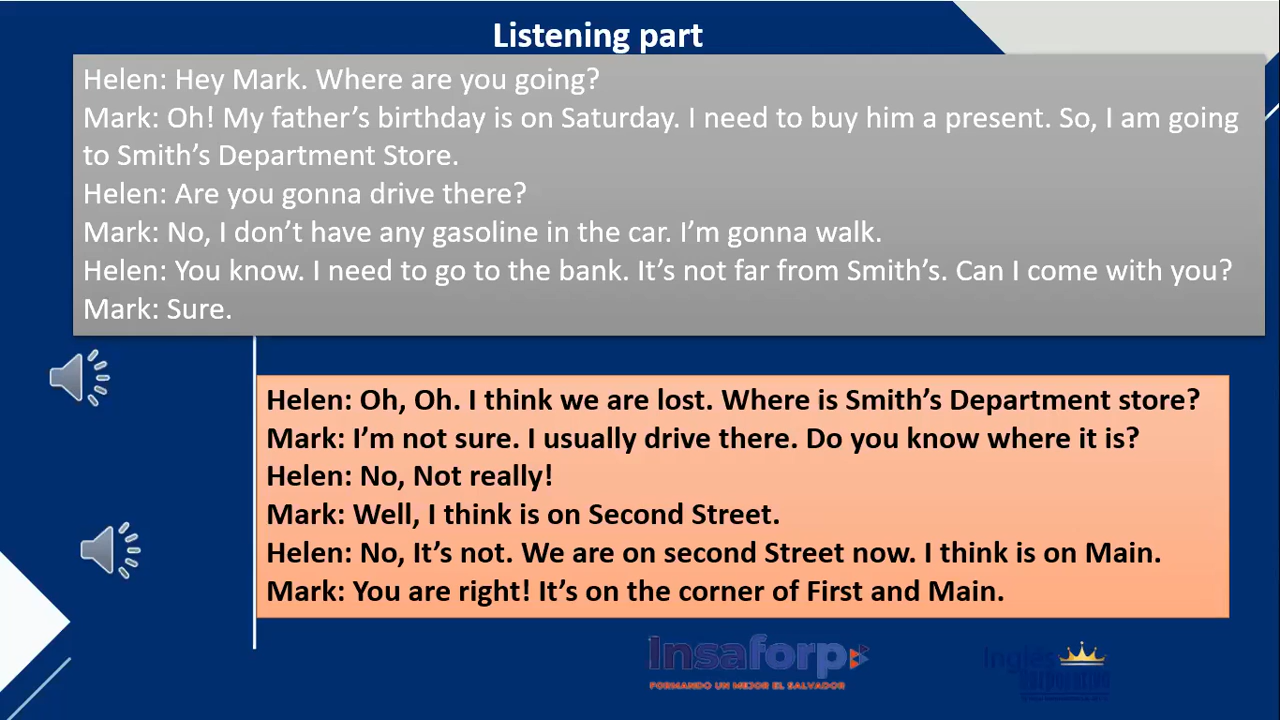 Listening part
Helen: Hey Mark. Where are you going?
Mark: Oh! My father’s birthday is on Saturday. I need to buy him a present. So, I am going
to Smith’s Department Store.
Helen: Are you gonna drive there?
Mark: No, I don’t have any gasoline in the car. I’m gonna walk.
Helen: You know. I need to go to the bank. It’s not far from Smith’s. Can I come with you?
Mark: Sure.
Helen: Oh, Oh. I think we are lost. Where is Smith’s Department store?
Mark: I’m not sure. I usually drive there. Do you know where it is?
Helen: No, Not really!
Mark: Well, I think is on Second Street.
Helen: No, It’s not. We are on second Street now. I think is on Main.
Mark: You are right! It’s on the corner of First and Main.
Insaforp
FORMANDO UN MEJOR EL SALVADOR
Inglés